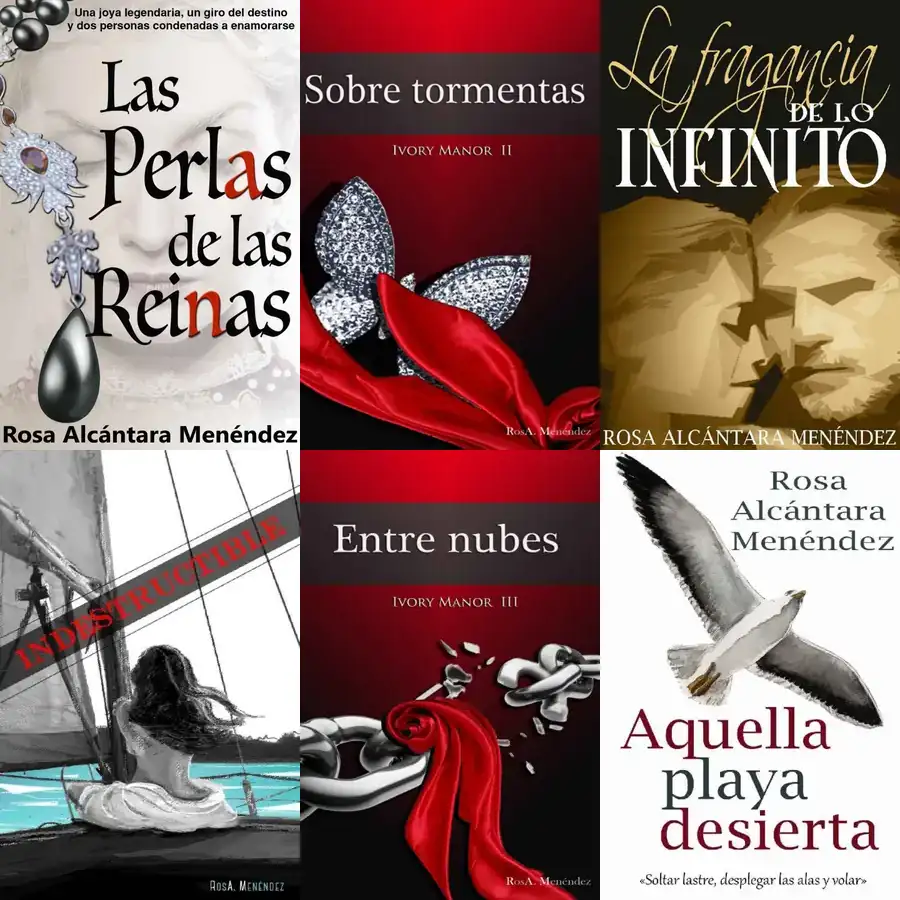 Una joya legendaria, un giro del destino
y dos personas condenadas a enamorarse
Las
Perlas
de las
Reinas
Rosa Alcántara Menéndez
Sobre tormentas
Ivory Manor II
RosA. Menéndez
La fragancia
DE LO
INFINITO
ROSA ALCÁNTARA MENÉNDEZ
INDESTRUCTIBLE
RosA. Menéndez
Entre nubes
Ivory Manor III
RosA. Menéndez
Rosa
Alcántara
Menéndez
Aquella
playa
desierta
«Soltar lastre, desplegar las alas y volar»